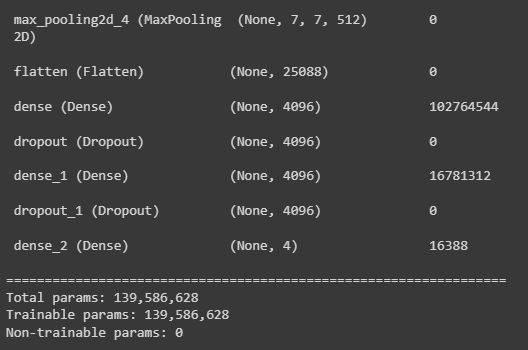 max_pooling2d_4 (MaxPooling (None, 7, 7, 512) 0
2D)
flatten (Flatten) (None, 25088) 0
dense (Dense) (None, 4096) 102764544
dropout (Dropout) (None, 4096) 0
dense_1 (Dense) (None, 4096) 16781312
dropout_1 (Dropout) (None, 4096) 0
dense_2 (Dense) (None, 4) 16388
=================================================================
Total params: 139,586,628
Trainable params: 139,586,628
Non-trainable params: 0